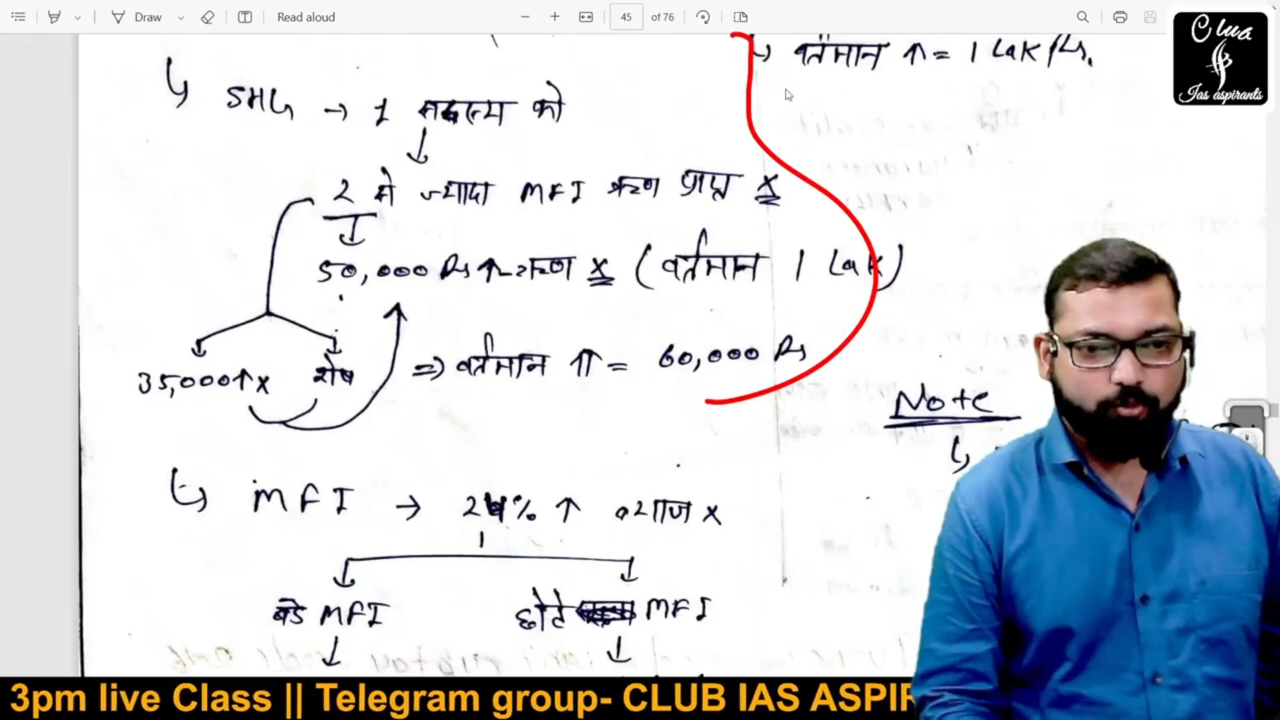 Draw
Read aloud
45 of 76
Club
Ias aspirants
वर्तमान ↑ = 1 Lak Rs.
↳ SHG → 1 सदस्य को
↓
2 से ज्यादा MFI ऋण प्राप्त x
↓
50,000 Rs ↑ ऋण x (वर्तमान 1 Lak)
35,000↑x शेष ⇒ वर्तमान ⇈ = 60,000 Rs
Note
↳ MFI → 24% ↑ ब्याज x
बडे MFI छोटे MFI
3pm live Class || Telegram group- CLUB IAS ASPIR